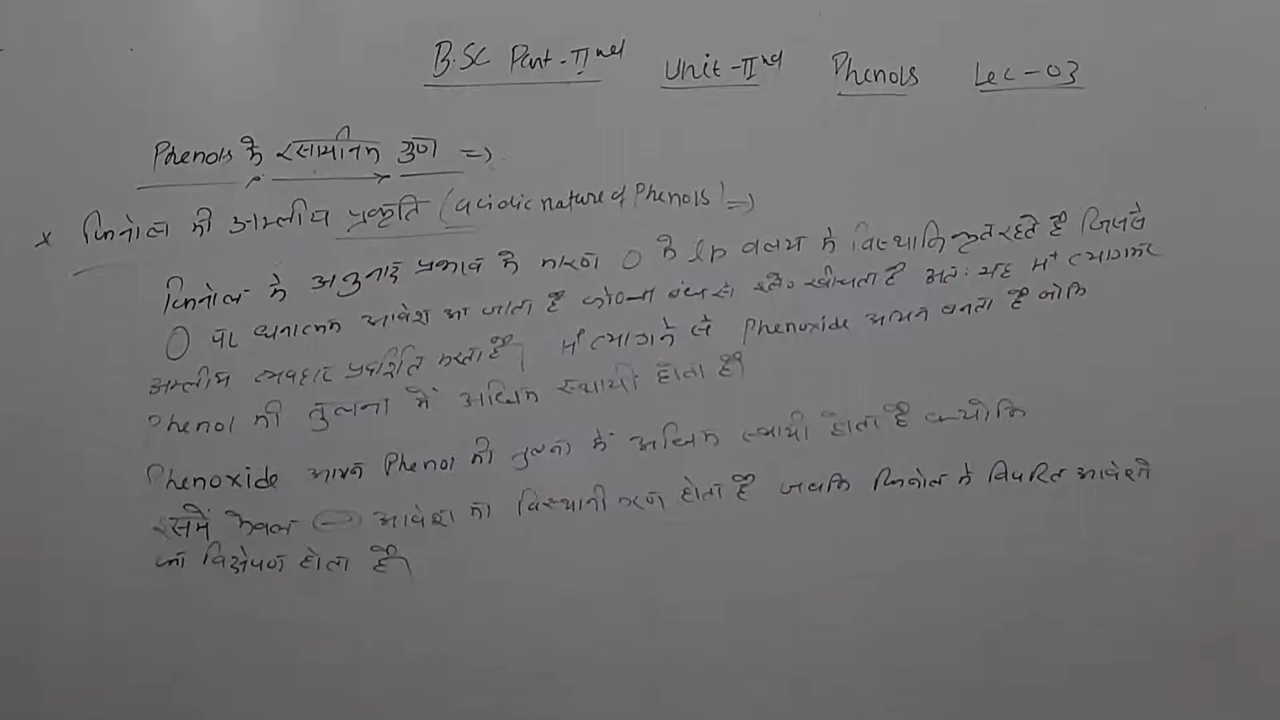 B.SC Part-IInd Unit-IInd Phenols Lec-03
Phenols के रसायनिक गुण =>
x फिनोल की अम्लीय प्रकृति (acidic nature of Phenols) =>
फिनोल में अनुनाद प्रभाव के कारण O के lp वलय में विस्थानिकृत रहते है जिससे
O पर धनात्मक आवेश आ जाता है जो बंध से खीचता है अतः यह H+ त्यागकर
अम्लीय व्यवहार प्रदर्शित करता है। H+ त्यागने से Phenoxide आयन बनता है जोकि
Phenol की तुलना में अधिक स्थायी होता है।
Phenoxide आयन Phenol की तुलना में अधिक स्थायी होता है क्योकि
इसमें केवल (-) आवेश का विस्थानीकरण होता है जबकि फिनोल मे विपरित आवेशो
का विक्षेपण होता है।